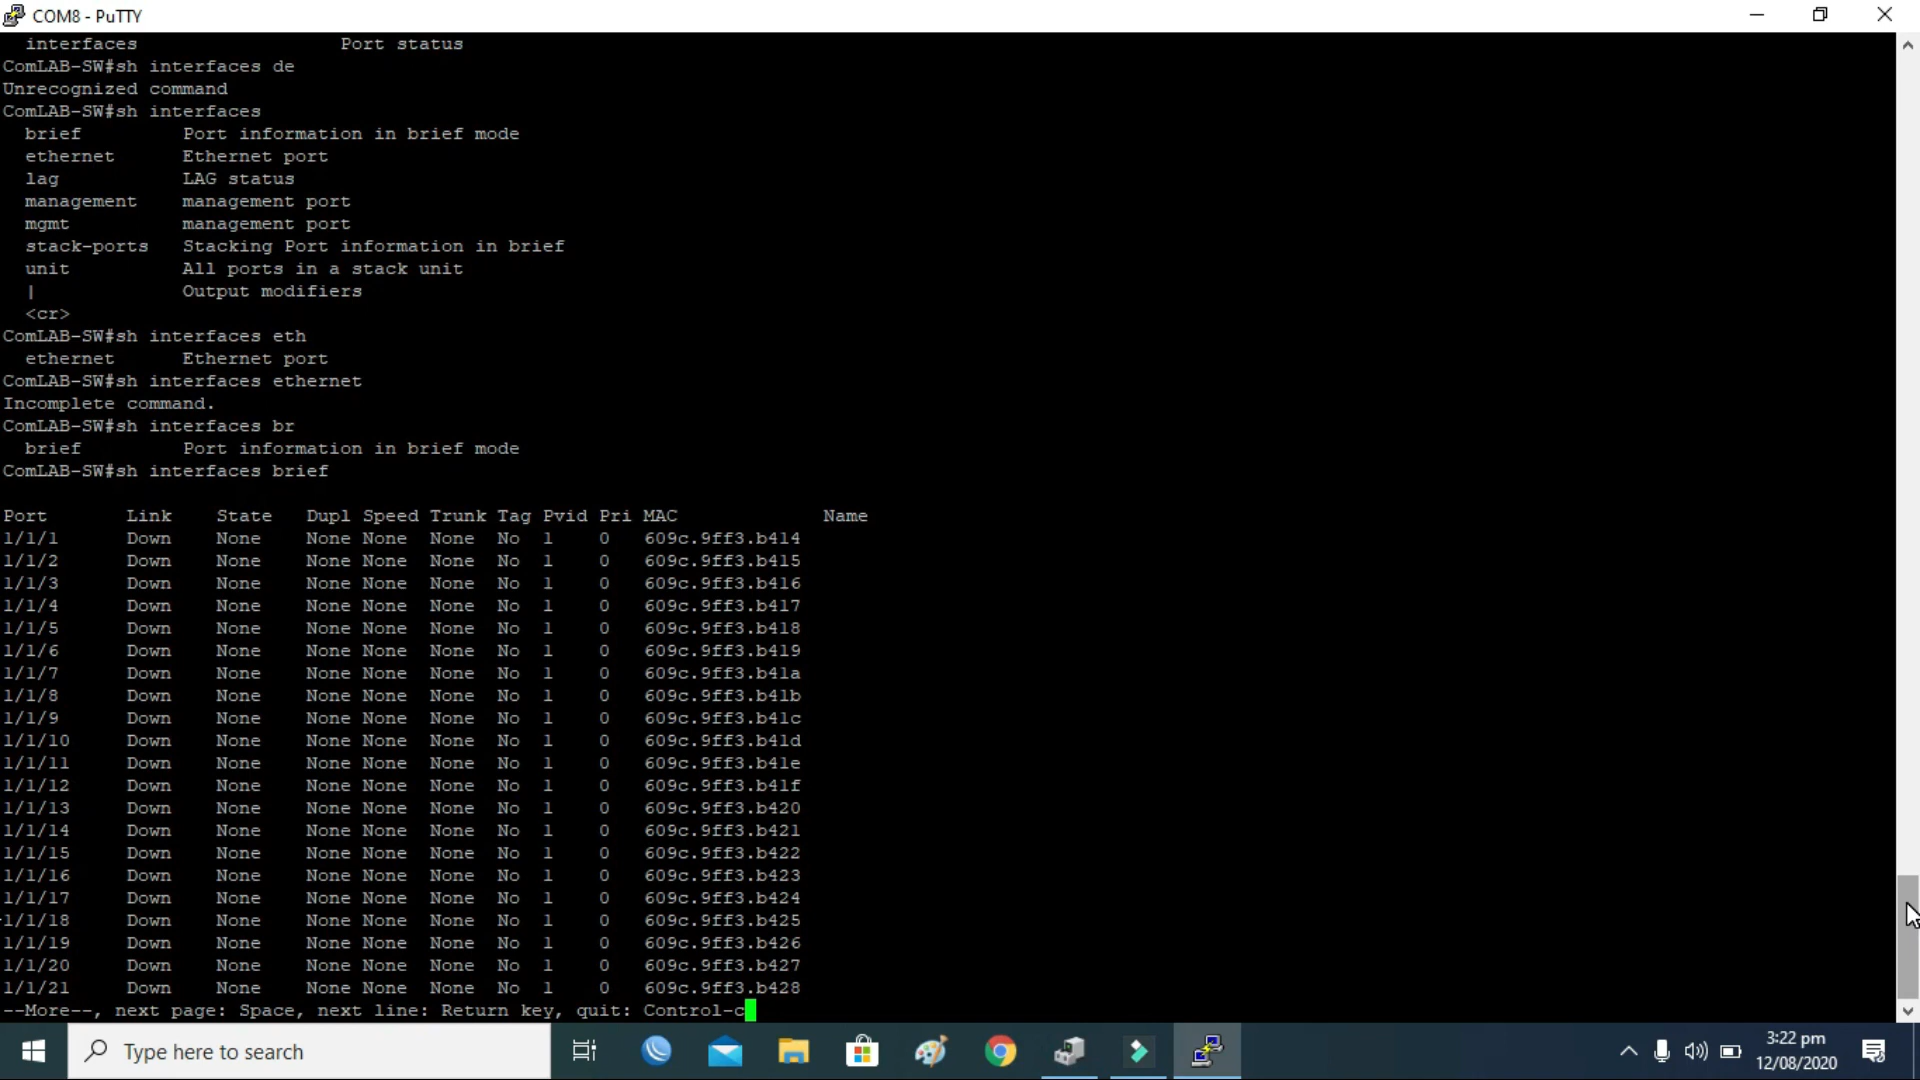 COM8 - PuTTY
interfaces Port status
ComLAB-SW#sh interfaces de
Unrecognized command
ComLAB-SW#sh interfaces
brief Port information in brief mode
ethernet Ethernet port
lag LAG status
management management port
mgmt management port
stack-ports Stacking Port information in brief
unit All ports in a stack unit
| Output modifiers
<cr>
ComLAB-SW#sh interfaces eth
ethernet Ethernet port
ComLAB-SW#sh interfaces ethernet
Incomplete command.
ComLAB-SW#sh interfaces br
brief Port information in brief mode
ComLAB-SW#sh interfaces brief
Port Link State Dupl Speed Trunk Tag Pvid Pri MAC Name
1/1/1 Down None None None None No 1 0 609c.9ff3.b414
1/1/2 Down None None None None No 1 0 609c.9ff3.b415
1/1/3 Down None None None None No 1 0 609c.9ff3.b416
1/1/4 Down None None None None No 1 0 609c.9ff3.b417
1/1/5 Down None None None None No 1 0 609c.9ff3.b418
1/1/6 Down None None None None No 1 0 609c.9ff3.b419
1/1/7 Down None None None None No 1 0 609c.9ff3.b41a
1/1/8 Down None None None None No 1 0 609c.9ff3.b41b
1/1/9 Down None None None None No 1 0 609c.9ff3.b41c
1/1/10 Down None None None None No 1 0 609c.9ff3.b41d
1/1/11 Down None None None None No 1 0 609c.9ff3.b41e
1/1/12 Down None None None None No 1 0 609c.9ff3.b41f
1/1/13 Down None None None None No 1 0 609c.9ff3.b420
1/1/14 Down None None None None No 1 0 609c.9ff3.b421
1/1/15 Down None None None None No 1 0 609c.9ff3.b422
1/1/16 Down None None None None No 1 0 609c.9ff3.b423
1/1/17 Down None None None None No 1 0 609c.9ff3.b424
1/1/18 Down None None None None No 1 0 609c.9ff3.b425
1/1/19 Down None None None None No 1 0 609c.9ff3.b426
1/1/20 Down None None None None No 1 0 609c.9ff3.b427
1/1/21 Down None None None None No 1 0 609c.9ff3.b428
--More--, next page: Space, next line: Return key, quit: Control-c
Type here to search
3:22 pm
12/08/2020